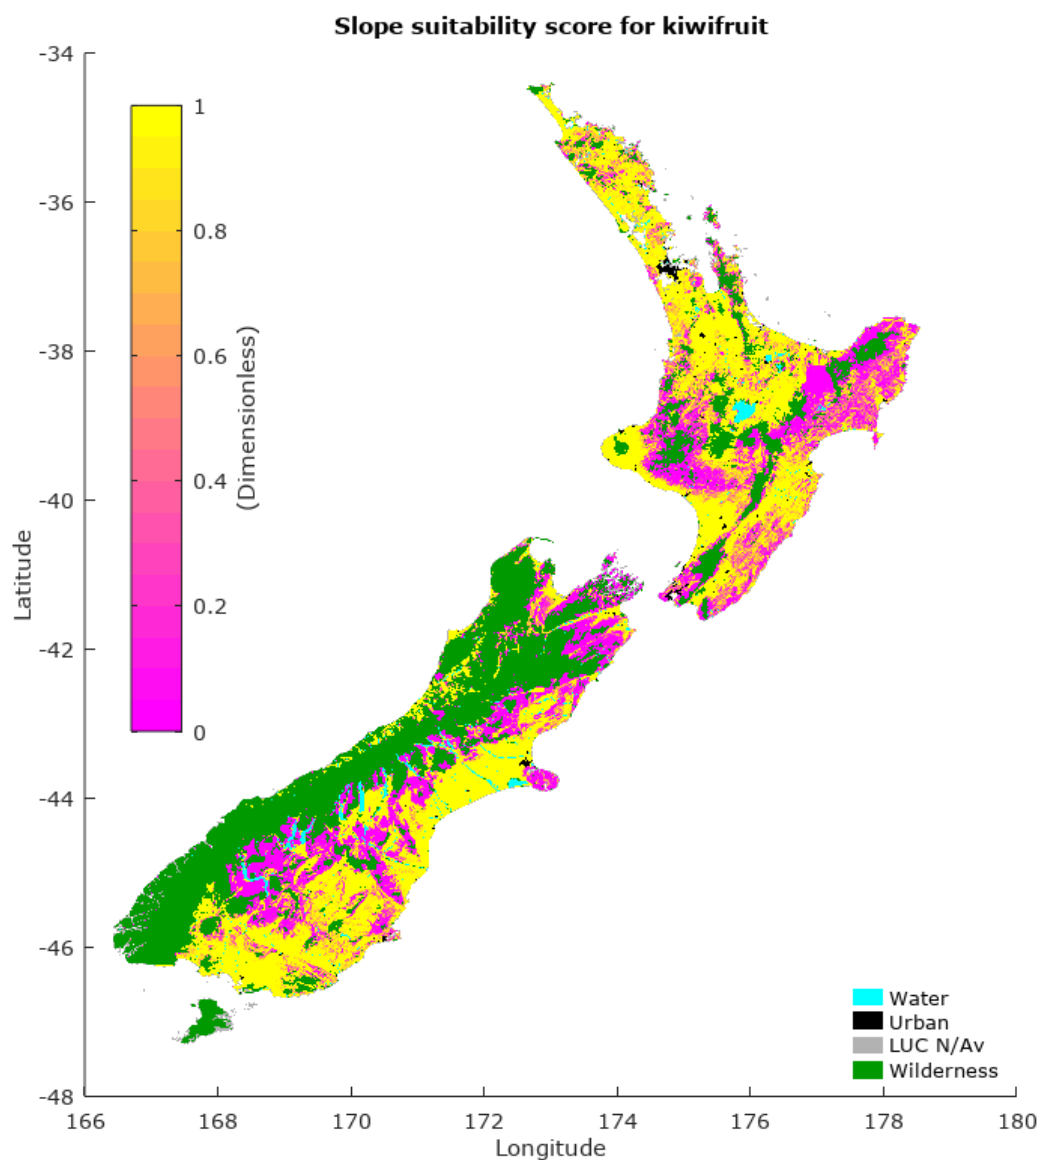 Slope suitability score for kiwifruit
-34
-36
-38
-40
-42
-44
-46
-48
Latitude
1
0.8
0.6
0.4
0.2
0
(Dimensionless)
Water
Urban
LUC N/Av
Wilderness
166 168 170 172 174 176 178 180
Longitude